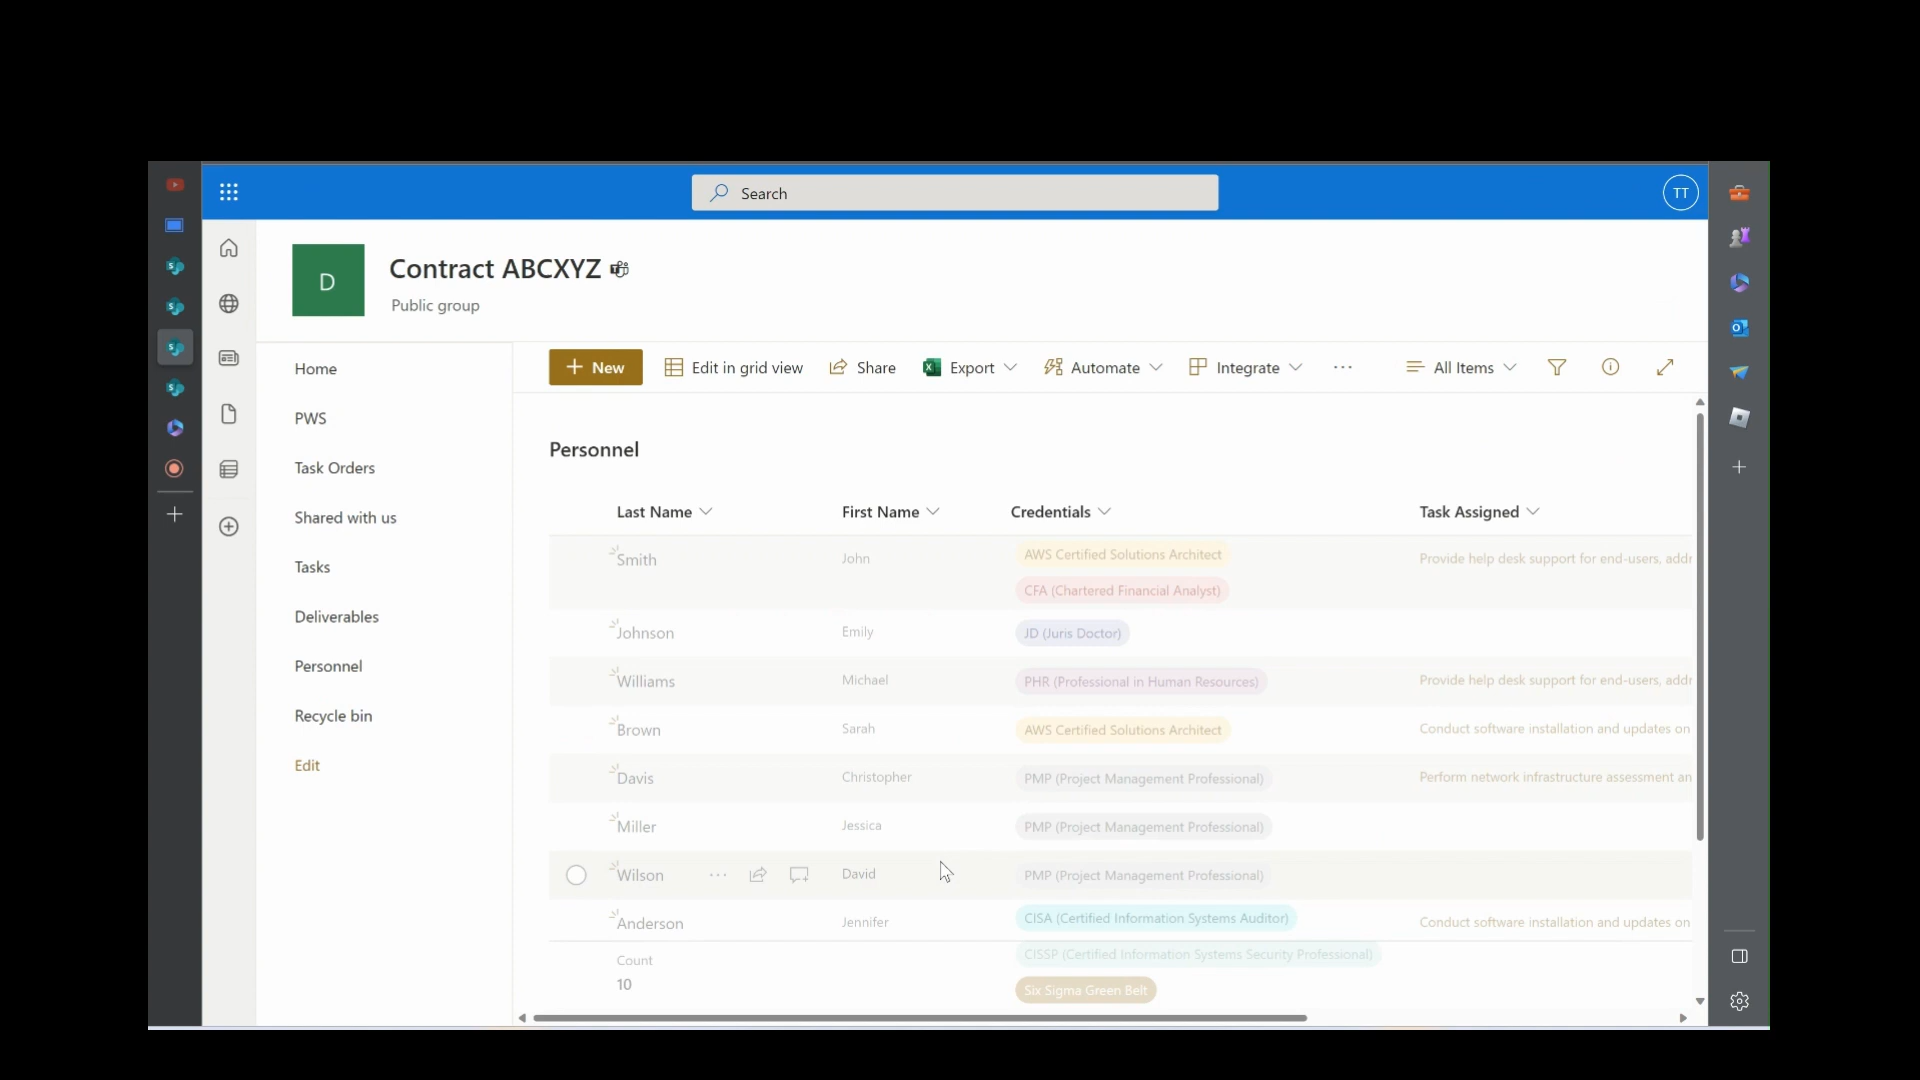 Search
TT
D
Contract ABCXYZ
Public group
Home
PWS
Task Orders
Shared with us
Tasks
Deliverables
Personnel
Recycle bin
Edit
New Edit in grid view Share Export Automate Integrate ... All Items
Personnel
Last Name First Name Credentials Task Assigned
Smith John AWS Certified Solutions Architect Provide help desk support for end-users, addr
CFA (Chartered Financial Analyst)
Johnson Emily JD (Juris Doctor)
Williams Michael PHR (Professional in Human Resources) Provide help desk support for end-users, addr
Brown Sarah AWS Certified Solutions Architect Conduct software installation and updates on
Davis Christopher PMP (Project Management Professional) Perform network infrastructure assessment an
Miller Jessica PMP (Project Management Professional)
Wilson ... David PMP (Project Management Professional)
Anderson Jennifer CISA (Certified Information Systems Auditor) Conduct software installation and updates on
CISSP (Certified Information Systems Security Professional)
Six Sigma Green Belt
Count
10